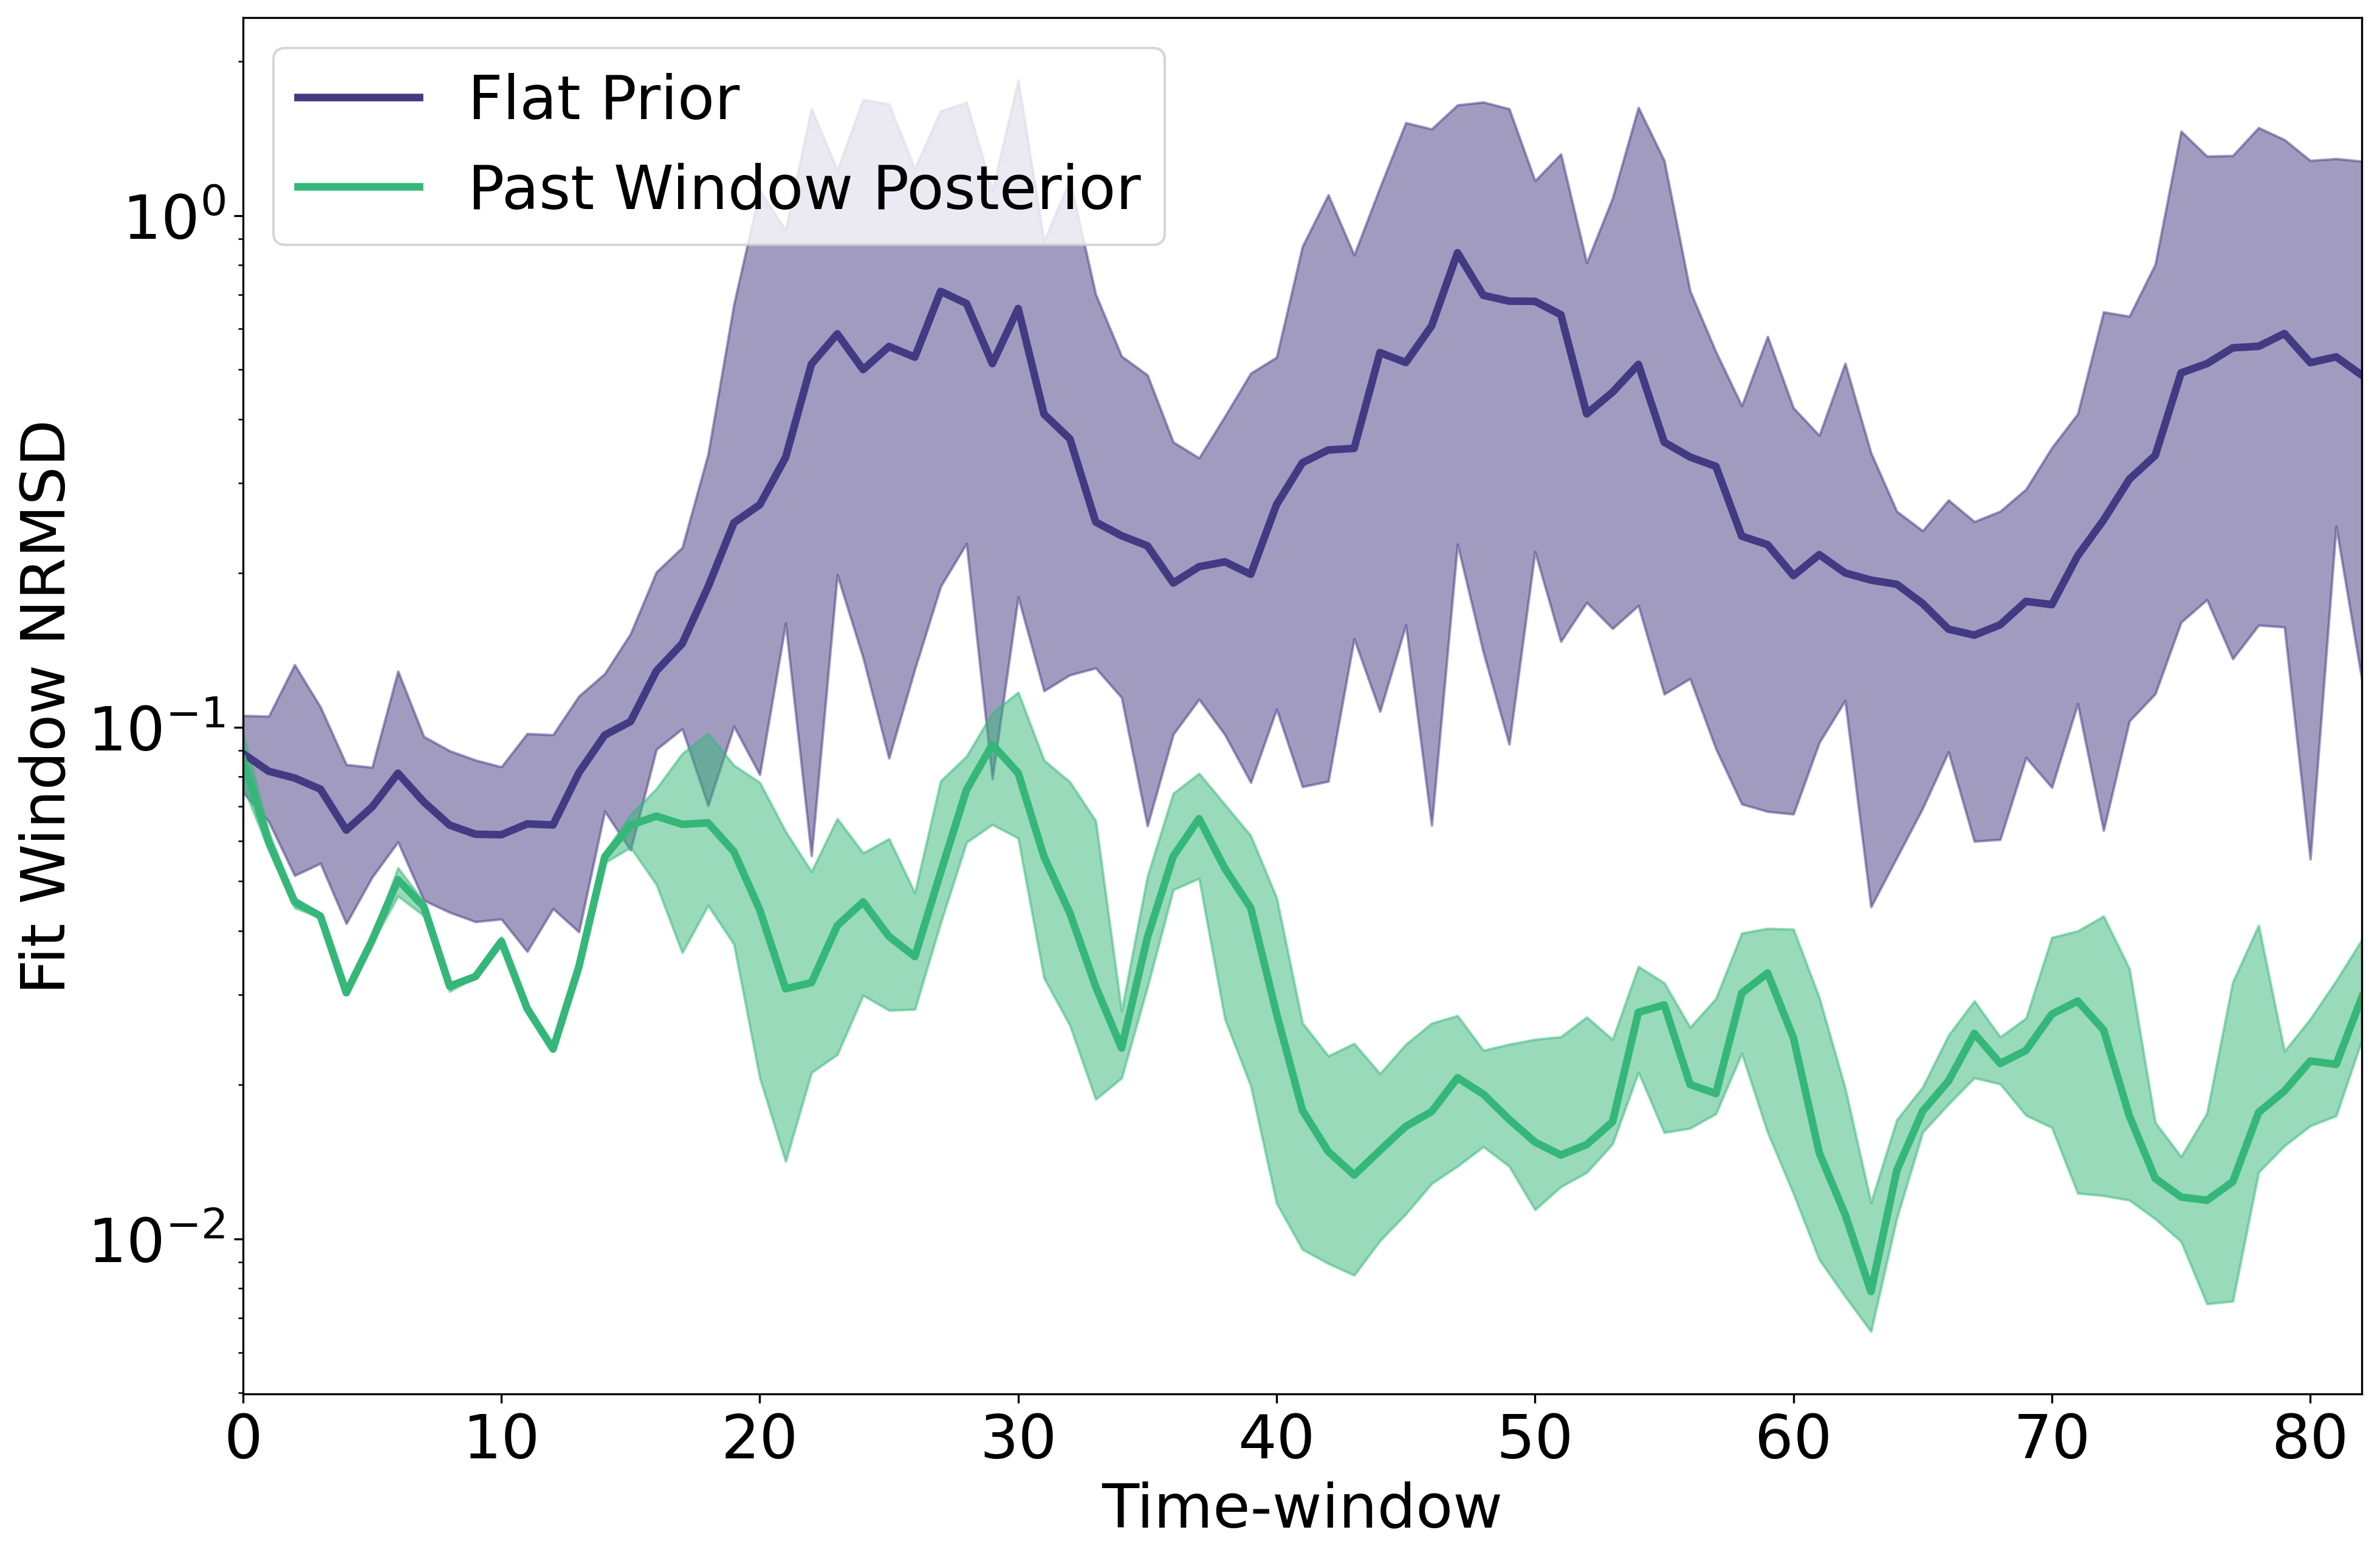 Flat Prior
Past Window Posterior
Fit Window NRMSD
10⁰
10⁻¹
10⁻²
0 10 20 30 40 50 60 70 80
Time-window